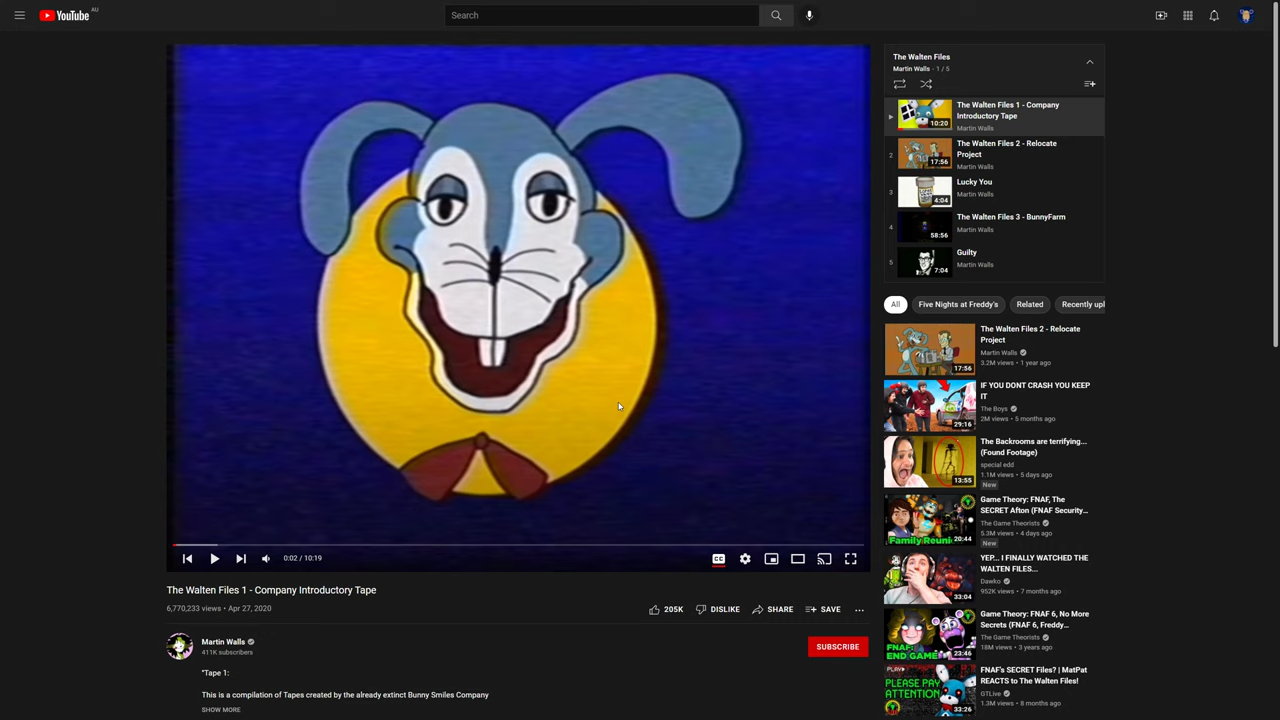 YouTube AU
Search
The Walten Files
Martin Walls - 1 / 5
10:20
The Walten Files 1 - Company
Introductory Tape
Martin Walls
2
17:56
The Walten Files 2 - Relocate
Project
Martin Walls
3
4:04
Lucky You
Martin Walls
4
58:56
The Walten Files 3 - BunnyFarm
Martin Walls
5
7:04
Guilty
Martin Walls
All
Five Nights at Freddy's
Related
Recently upl
17:56
The Walten Files 2 - Relocate
Project
Martin Walls
3.2M views • 1 year ago
29:16
IF YOU DONT CRASH YOU KEEP
IT
The Boys
2M views • 5 months ago
13:55
The Backrooms are terrifying...
(Found Footage)
special edd
1.1M views • 5 days ago
New
Family Reuni
20:44
Game Theory: FNAF, The
SECRET Afton (FNAF Security...
The Game Theorists
5.3M views • 4 days ago
New
33:04
YEP... I FINALLY WATCHED THE
WALTEN FILES...
Dawko
952K views • 7 months ago
FNAF:
END GAME
23:46
Game Theory: FNAF 6, No More
Secrets (FNAF 6, Freddy...
The Game Theorists
18M views • 3 years ago
PLAY
PLEASE PAY
ATTENTION
33:26
FNAF's SECRET Files? | MatPat
REACTS to The Walten Files!
GTLive
1.3M views • 8 months ago
0:02 / 10:19
CC
The Walten Files 1 - Company Introductory Tape
6,770,233 views • Apr 27, 2020
205K
DISLIKE
SHARE
SAVE
Martin Walls
411K subscribers
SUBSCRIBE
"Tape 1:
This is a compilation of Tapes created by the already extinct Bunny Smiles Company
SHOW MORE